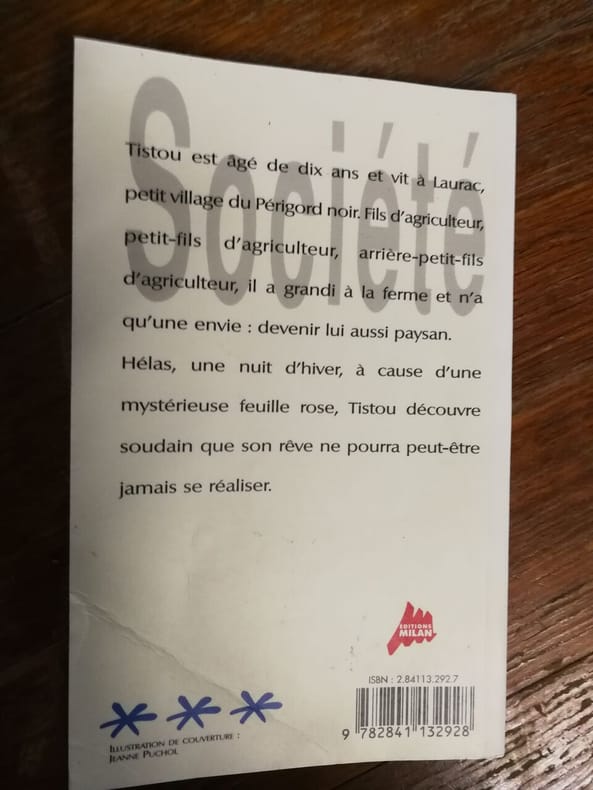 Société
Tistou est âgé de dix ans et vit à Laurac,
petit village du Périgord noir. Fils d'agriculteur,
petit-fils d'agriculteur, arrière-petit-fils
d'agriculteur, il a grandi à la ferme et n'a
qu'une envie : devenir lui aussi paysan.
Hélas, une nuit d'hiver, à cause d'une
mystérieuse feuille rose, Tistou découvre
soudain que son rêve ne pourra peut-être
jamais se réaliser.
EDITIONS
MILAN
ISBN : 2.84113.292.7
9 782841 132928
ILLUSTRATION DE COUVERTURE :
JEANNE PUCHOL